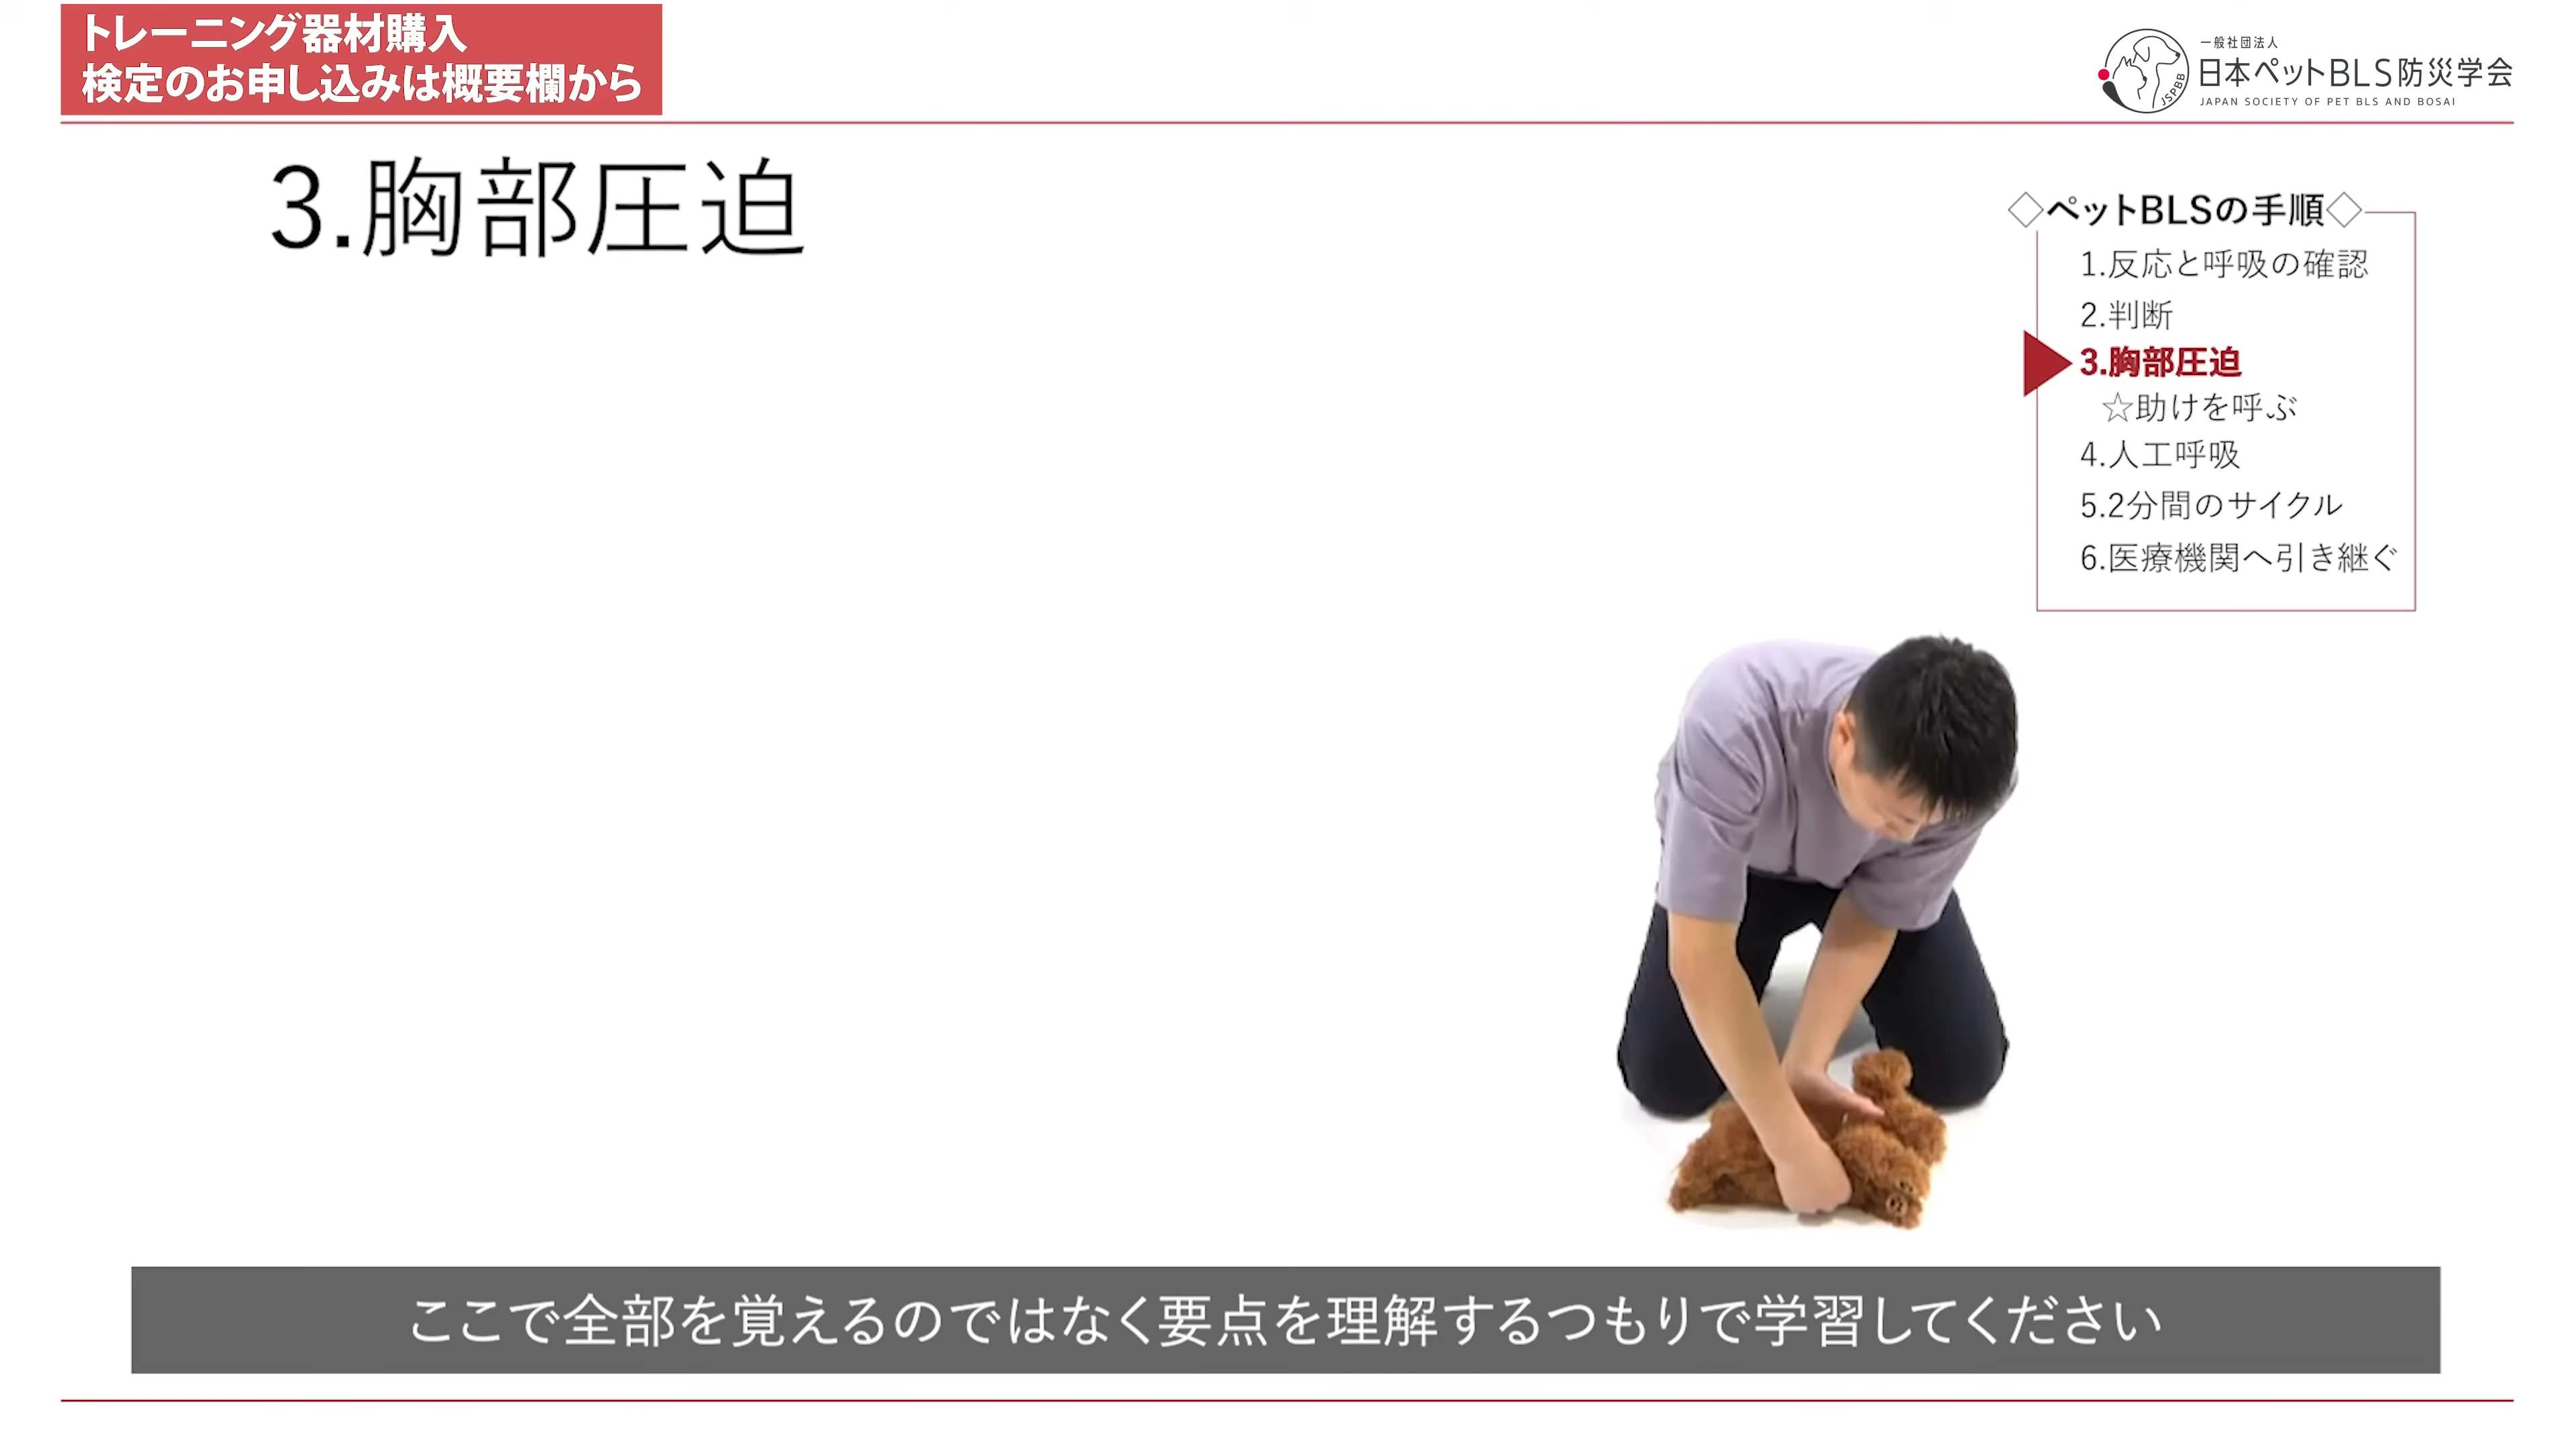 トレーニング器材購入
検定のお申し込みは概要欄から
一般社団法人
日本ペットBLS防災学会
JAPAN SOCIETY OF PET BLS AND BOSAI
JSPBB
3.胸部圧迫
◇ペットBLSの手順◇
1.反応と呼吸の確認
2.判断
3.胸部圧迫
☆助けを呼ぶ
4.人工呼吸
5.2分間のサイクル
6.医療機関へ引き継ぐ
ここで全部を覚えるのではなく要点を理解するつもりで学習してください